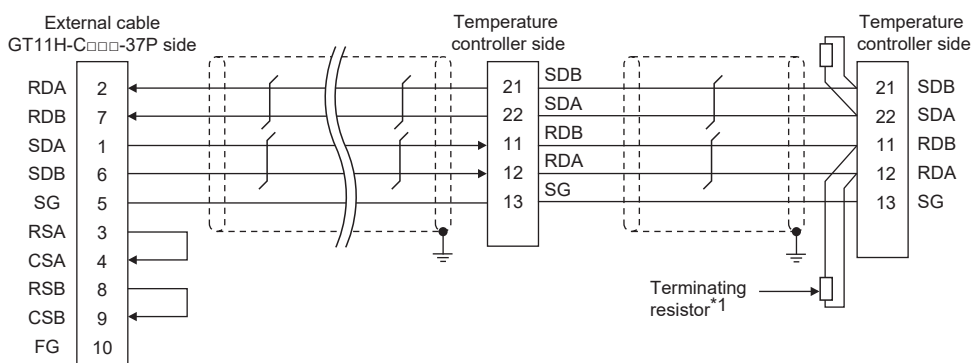 External cable
GT11H-C□□□-37P side
Temperature
controller side
Temperature
controller side
RDA 2 21 SDB 21 SDB
RDB 7 22 SDA 22 SDA
SDA 1 11 RDB 11 RDB
SDB 6 12 RDA 12 RDA
SG 5 13 SG 13 SG
RSA 3
CSA 4
RSB 8
CSB 9
FG 10
Terminating
resistor*1